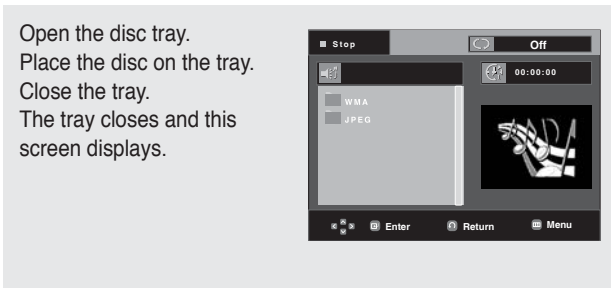 Open the disc tray.
Place the disc on the tray.
Close the tray.
The tray closes and this
screen displays.
Stop
Off
00:00:00
WMA
JPEG
Enter
Return
Menu